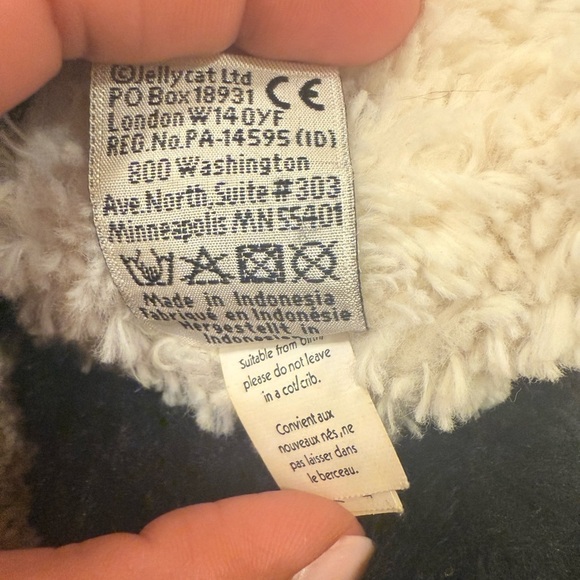 ©Jellycat Ltd
PO Box 18931
London W14 0YF
REG.No.PA-14595 (ID)
800 Washington
Ave.North, Suite #303
Minneapolis MN 55401
CE
Made in Indonesia
Fabriqué en Indonésie
Hergestellt in
Indonesien
Suitable from birth,
please do not leave
in a cot/crib.
Convient aux
nouveaux nés, ne
pas laisser dans
le berceau.